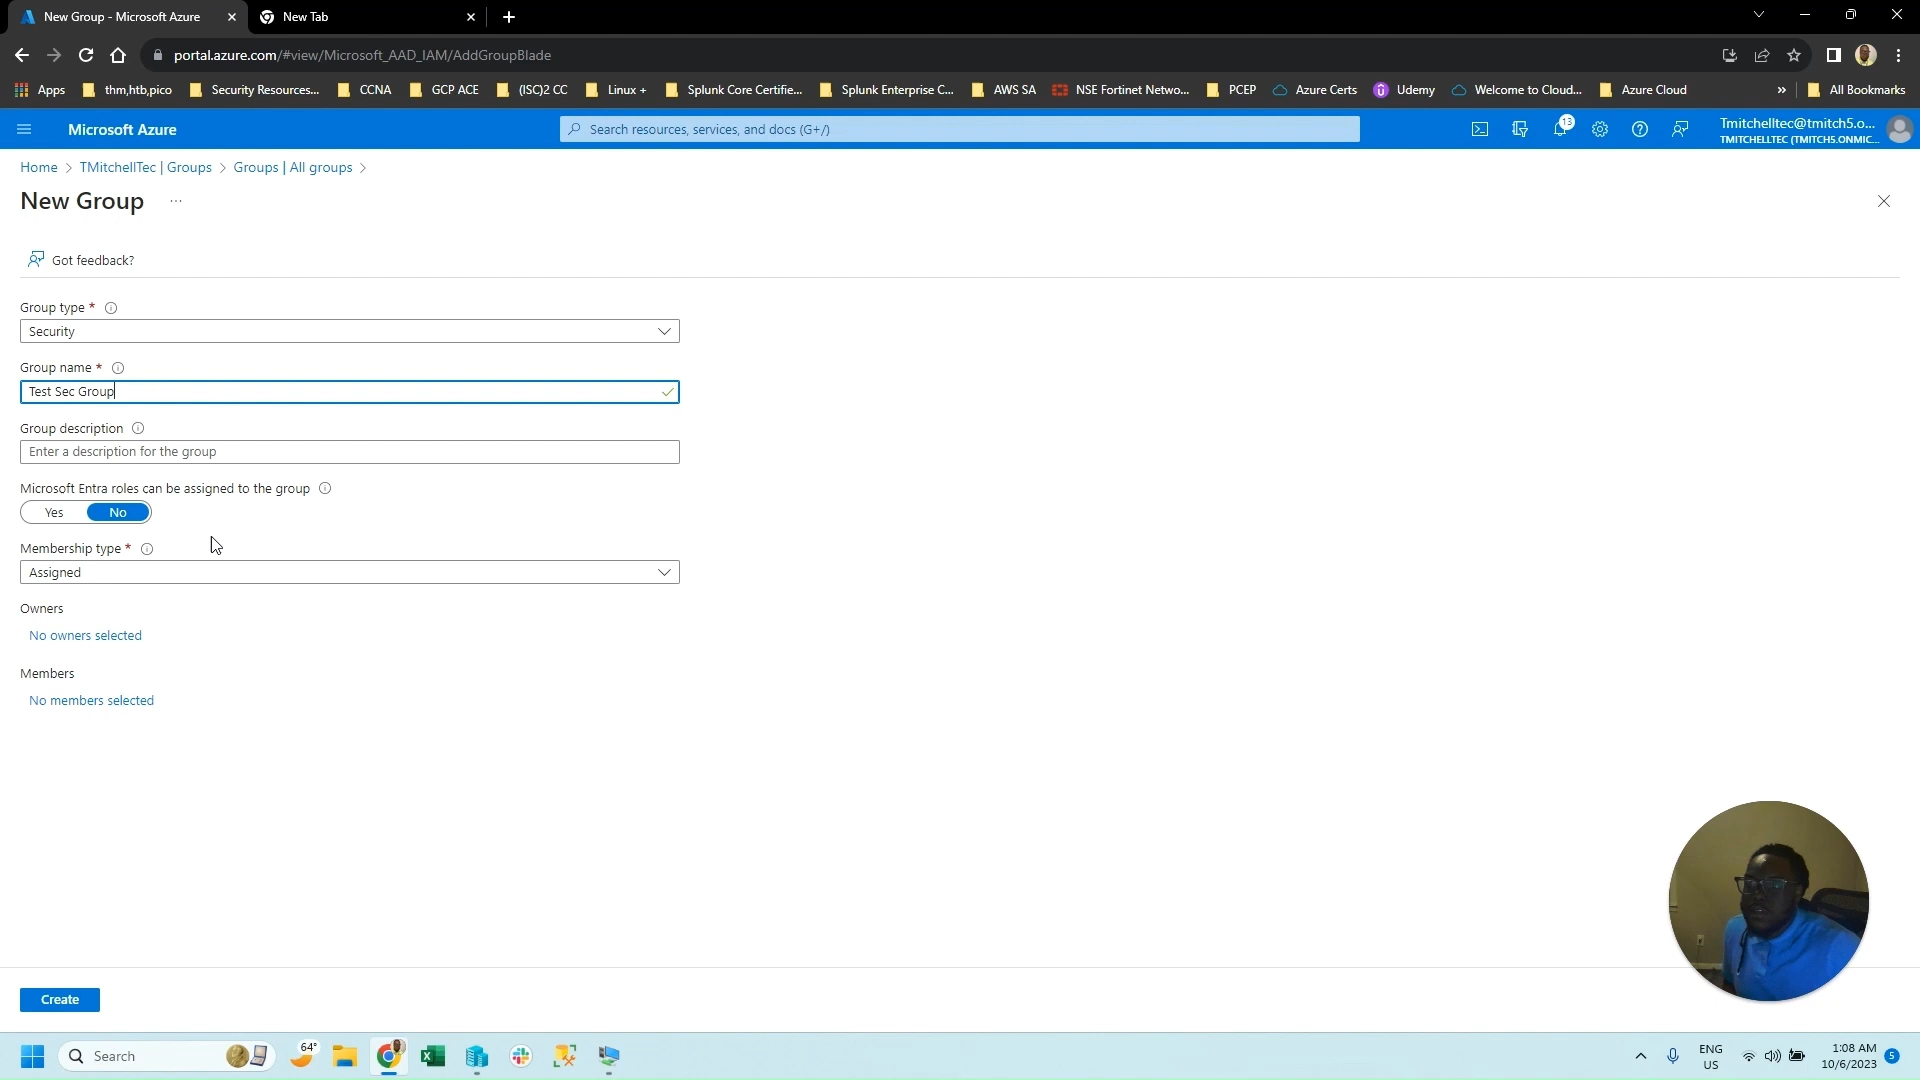 New Group - Microsoft Azure
New Tab
portal.azure.com/#view/Microsoft_AAD_IAM/AddGroupBlade
Apps thm,htb,pico Security Resources... CCNA GCP ACE (ISC)2 CC Linux + Splunk Core Certifie... Splunk Enterprise C... AWS SA NSE Fortinet Netwo... PCEP Azure Certs Udemy Welcome to Cloud... Azure Cloud » All Bookmarks
Microsoft Azure
Search resources, services, and docs (G+/)
13
Tmitchelltec@tmitch5.o...
TMITCHELLTEC (TMITCH5.ONMIC...
Home > TMitchellTec | Groups > Groups | All groups >
New Group ...
Got feedback?
Group type *
Security
Group name *
Test Sec Group
Group description
Enter a description for the group
Microsoft Entra roles can be assigned to the group
Yes No
Membership type *
Assigned
Owners
No owners selected
Members
No members selected
Create
Search
64°
ENG
US
1:08 AM
10/6/2023
5